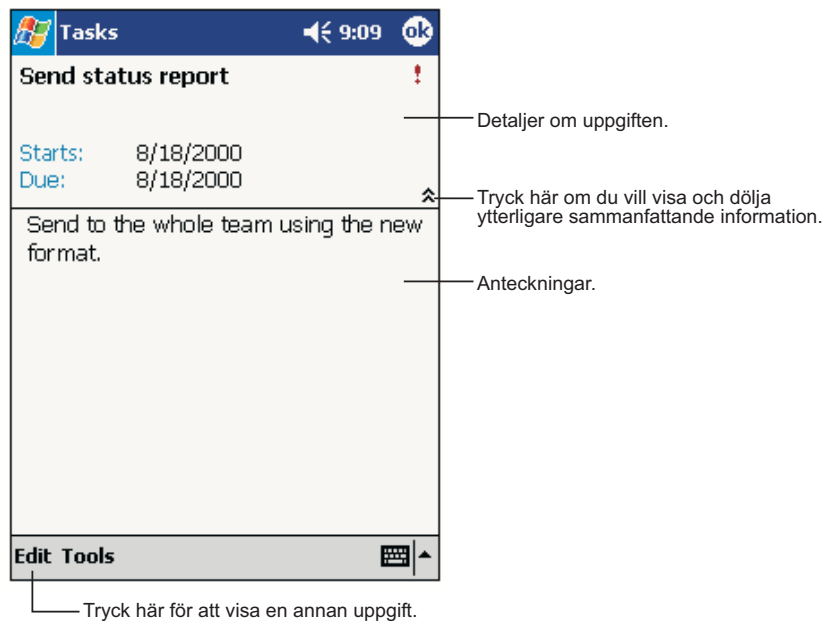 Tasks 9:09 ok
Send status report
Starts: 8/18/2000
Due: 8/18/2000
Send to the whole team using the new
format.
Edit Tools
Detaljer om uppgiften.
Tryck här om du vill visa och dölja
ytterligare sammanfattande information.
Anteckningar.
Tryck här för att visa en annan uppgift.